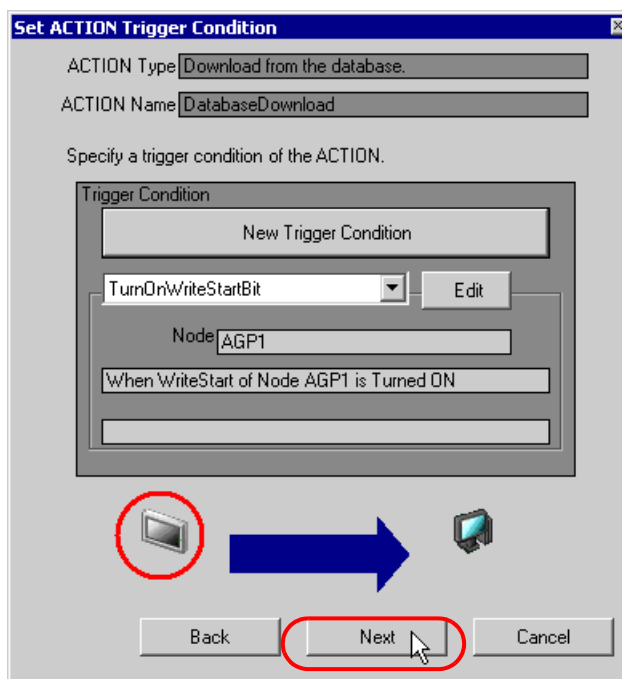 Set ACTION Trigger Condition
ACTION Type Download from the database.
ACTION Name DatabaseDownload
Specify a trigger condition of the ACTION.
Trigger Condition
New Trigger Condition
TurnOnWriteStartBit Edit
Node AGP1
When WriteStart of Node AGP1 is Turned ON
Back Next Cancel